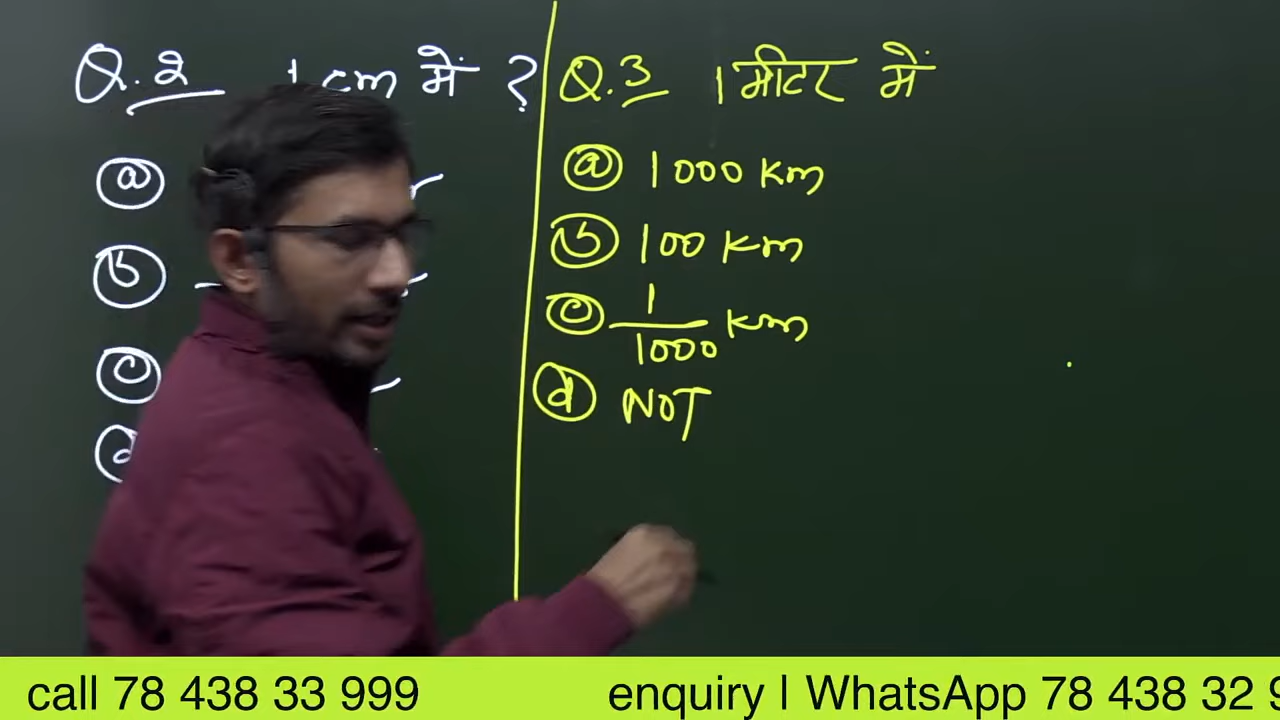 Q.2 1 cm में ?
(a)
(b)
(c)
(d)
Q.3 1 मीटर में
(a) 1000 km
(b) 100 km
(c) 1/1000 km
(d) NOT
call 78 438 33 999 enquiry | WhatsApp 78 438 32 9